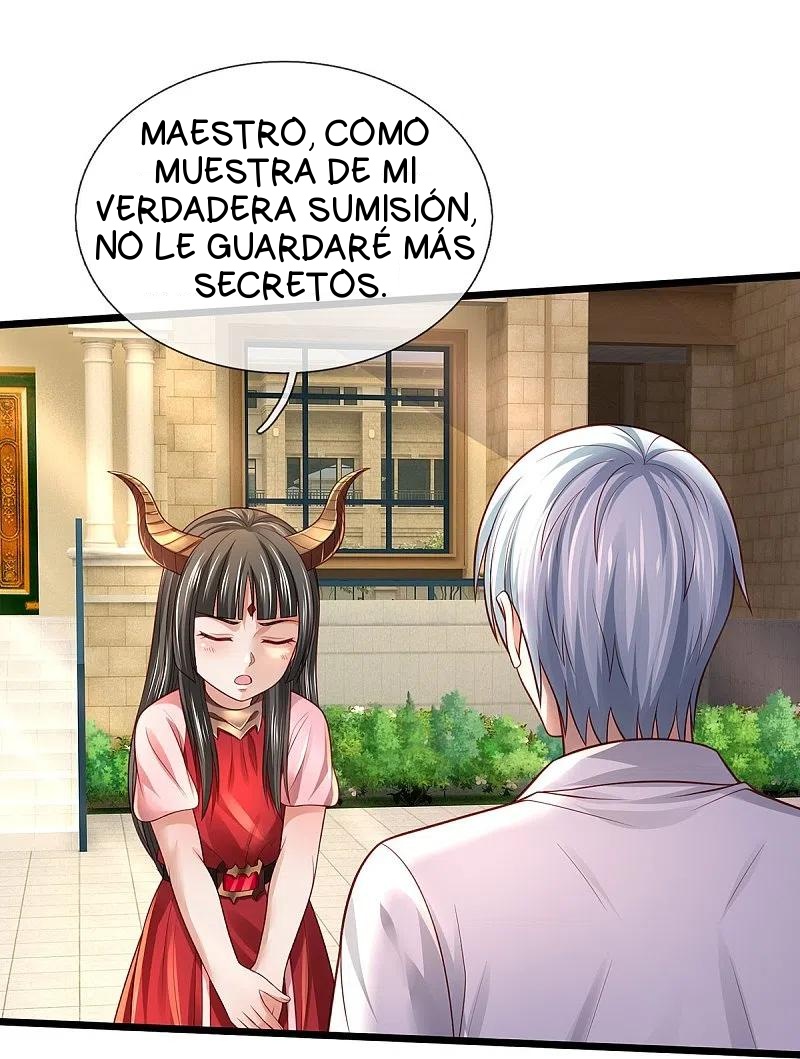 MAESTRO, COMO
MUESTRA DE MI
VERDADERA SUMISIÓN,
NO LE GUARDARÉ MÁS
SECRETOS.